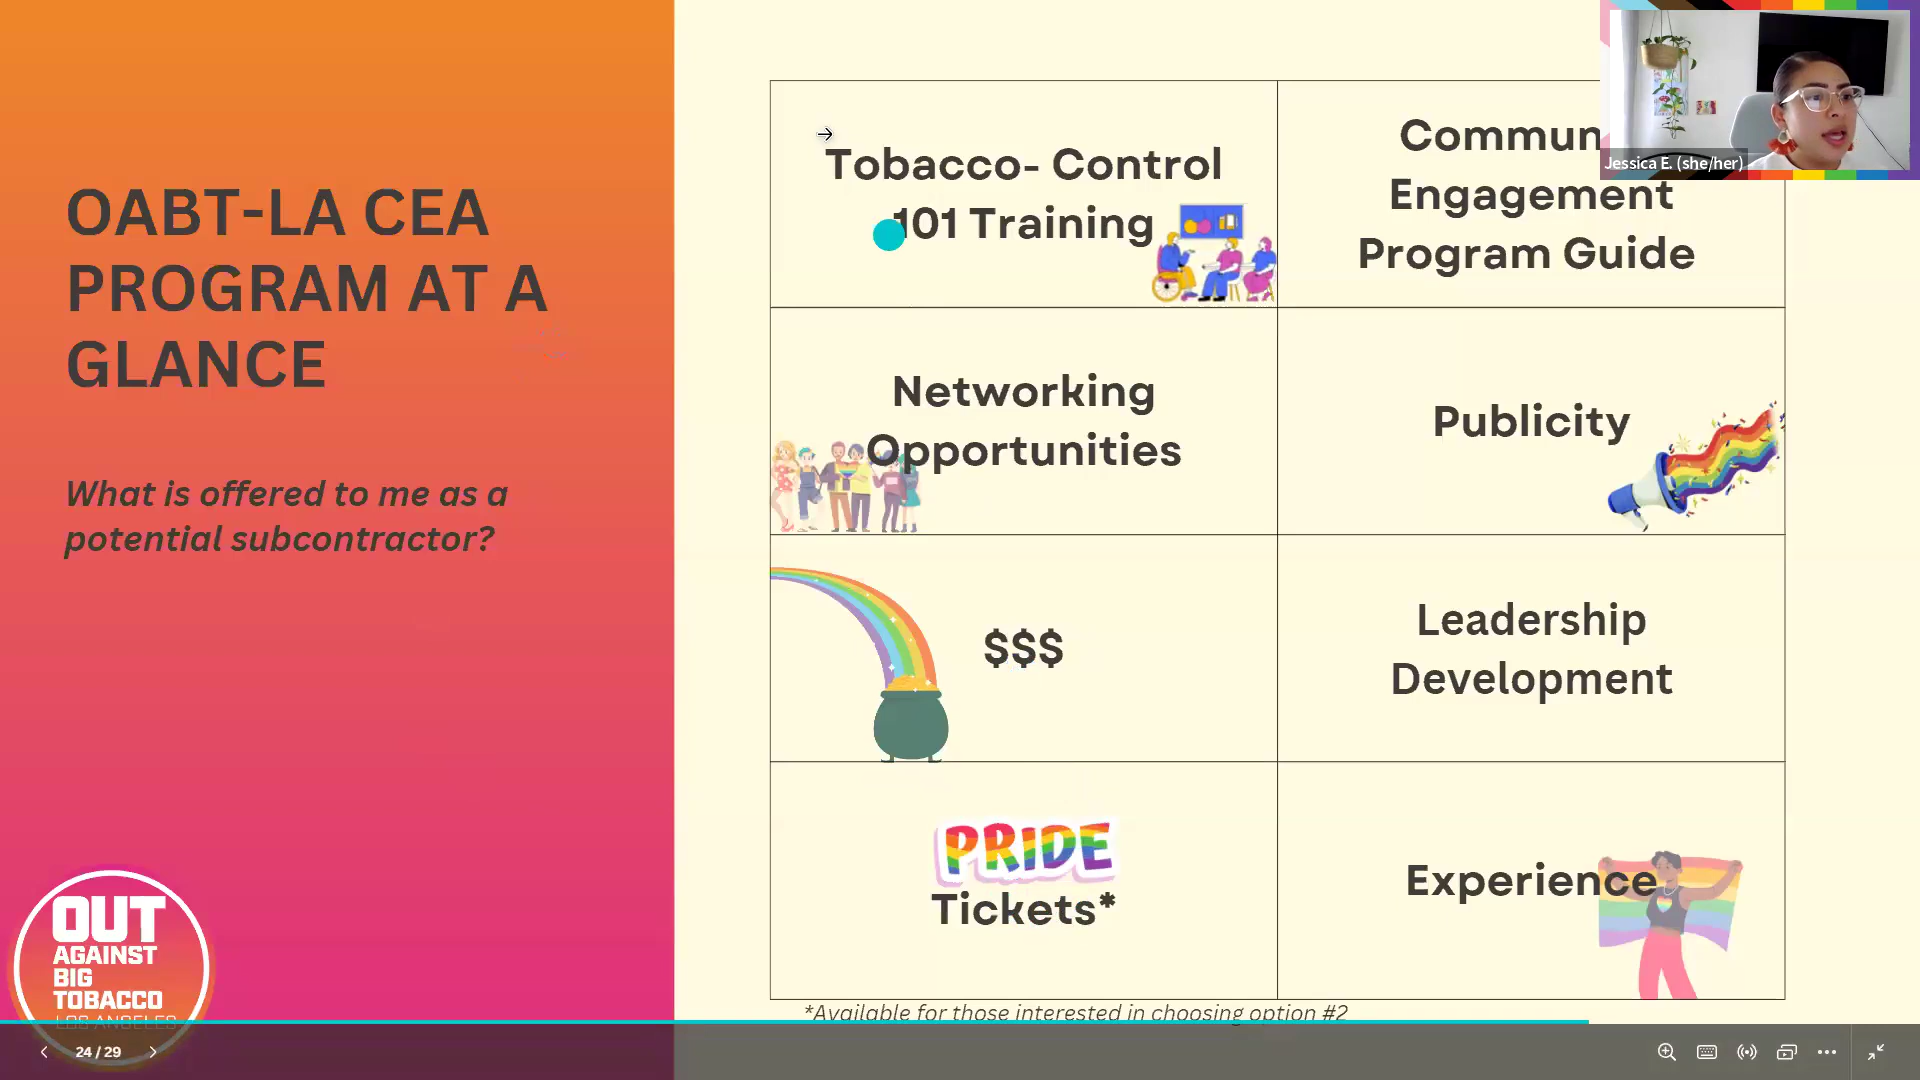 OABT-LA CEA
PROGRAM AT A
GLANCE
What is offered to me as a
potential subcontractor?
OUT
AGAINST
BIG
TOBACCO
LOS ANGELES
Tobacco- Control
101 Training
Commun
Engagement
Program Guide
Jessica E. (she/her)
Networking
Opportunities
Publicity
$$$
Leadership
Development
PRIDE
Tickets*
Experience
*Available for those interested in choosing option #2
24 / 29